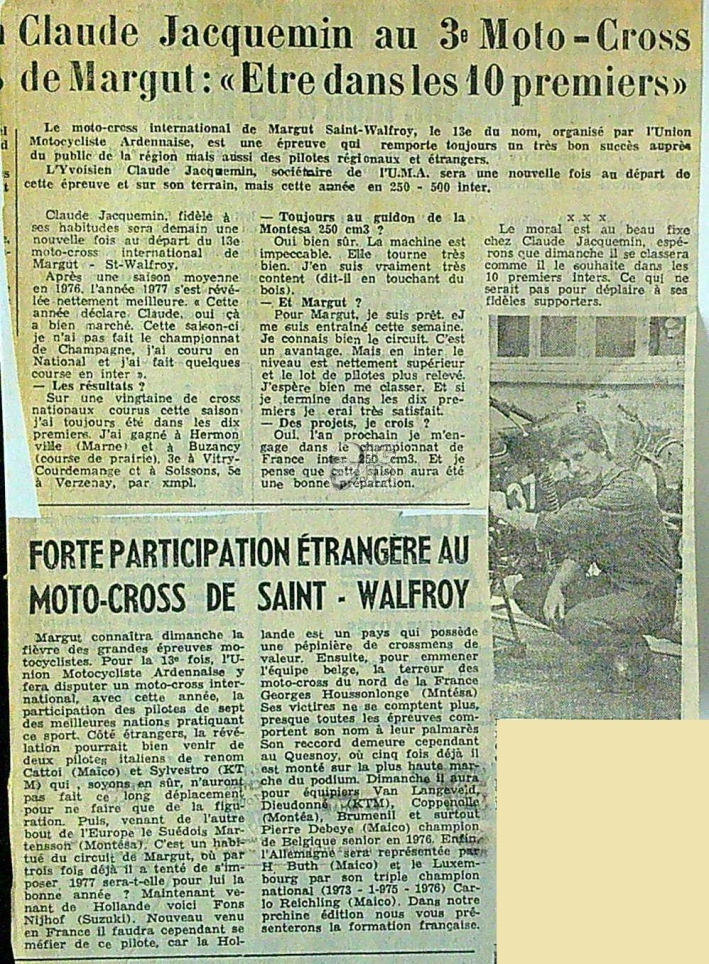 Claude Jacquemin au 3e Moto-Cross
de Margut : « Etre dans les 10 premiers »
Le moto-cross international de Margut Saint-Walfroy, le 13e du nom, organisé par l'Union
Motocycliste Ardennaise, est une épreuve qui remporte toujours un très bon succès auprès
du public de la région mais aussi des pilotes régionaux et étrangers.
L'Yvoisien Claude Jacquemin, sociétaire de l'U.M.A. sera une nouvelle fois au départ de
cette épreuve et sur son terrain, mais cette année en 250 - 500 inter.
Claude Jacquemin, fidèle à
ses habitudes sera demain une
nouvelle fois au départ du 13e
moto-cross international de
Margut - St-Walfroy.
Après une saison moyenne
en 1976, l'année 1977 s'est révé-
lée nettement meilleure. « Cette
année déclare Claude, oui çà
a bien marché. Cette saison-ci
je n'ai pas fait le championnat
de Champagne, j'ai couru en
National et j'ai fait quelques
course en inter ».
— Les résultats ?
Sur une vingtaine de cross
nationaux courus cette saison
j'ai toujours été dans les dix
premiers. J'ai gagné à Hermon
ville (Marne) et à Buzancy
(course de prairie), 3e à Vitry-
Courdemange et à Soissons, 5e
à Verzenay, par xmpl.
— Toujours au guidon de la
Montesa 250 cm3 ?
Oui bien sûr. La machine est
impeccable. Elle tourne très
bien. J'en suis vraiment très
content (dit-il en touchant du
bois).
— Et Margut ?
Pour Margut, je suis prêt. eJ
me suis entraîné cette semaine.
Je connais bien le circuit. C'est
un avantage. Mais en inter le
niveau est nettement supérieur
et le lot de pilotes plus relevé.
J'espère bien me classer. Et si
je termine dans les dix pre-
miers je erai très satisfait.
— Des projets, je crois ?
Oui, l'an prochain je m'en-
gage dans le championnat de
France inter 250 cm3. Et je
pense que cette saison aura été
une bonne préparation.
x x x
Le moral est au beau fixe
chez Claude Jacquemin, espé-
rons que dimanche il se classera
comme il le souhaite dans les
10 premiers inters. Ce qui ne
serait pas pour déplaire à ses
fidèles supporters.
37
FORTE PARTICIPATION ÉTRANGÈRE AU
MOTO-CROSS DE SAINT - WALFROY
Margut connaîtra dimanche la
fièvre des grandes épreuves mo-
tocyclistes. Pour la 13e fois, l'U-
nion Motocycliste Ardennaise y
fera disputer un moto-cross inter-
national, avec cette année, la
participation des pilotes de sept
des meilleures nations pratiquant
ce sport. Côté étrangers, la révé-
lation pourrait bien venir de
deux pilotes italiens de renom
Cattoi (Maico) et Sylvestro (KT
M) qui , soyons en sûr, n'auront
pas fait ce long déplacement
pour ne faire que de la figu-
ration. Puis, venant de l'autre
bout de l'Europe le Suédois Mar-
tensson (Montésa). C'est un habi-
tué du circuit de Margut, où par
trois fois déjà il a tenté de s'im-
poser. 1977 sera-t-elle pour lui la
bonne année ? Maintenant ve-
nant de Hollande voici Fons
Nijhof (Suzuki). Nouveau venu
en France il faudra cependant se
méfier de ce pilote, car la Hol-
lande est un pays qui possède
une pépinière de crossmens de
valeur. Ensuite, pour emmener
l'équipe belge, la terreur des
moto-cross du nord de la France
Georges Houssonlonge (Mntésa)
Ses victires ne se comptent plus,
presque toutes les épreuves com-
portent son nom à leur palmarès
Son reccord demeure cependant
au Quesnoy, où cinq fois déjà il
est monté sur la plus haute mar-
che du podium. Dimanche il aura
pour équipiers Van Langeveld,
Dieudonné (KTM), Coppenolle
(Montéa), Brumenil et surtout
Pierre Debeye (Maico) champion
de Belgique senior en 1976. Enfin,
l'Allemagne sera représentée par
H. Buth (Maico) et le Luxem-
bourg par son triple champion
national (1973 - 1-975 - 1976) Car-
lo Reichling (Maico). Dans notre
prchine édition nous vous pré-
senterons la formation française.